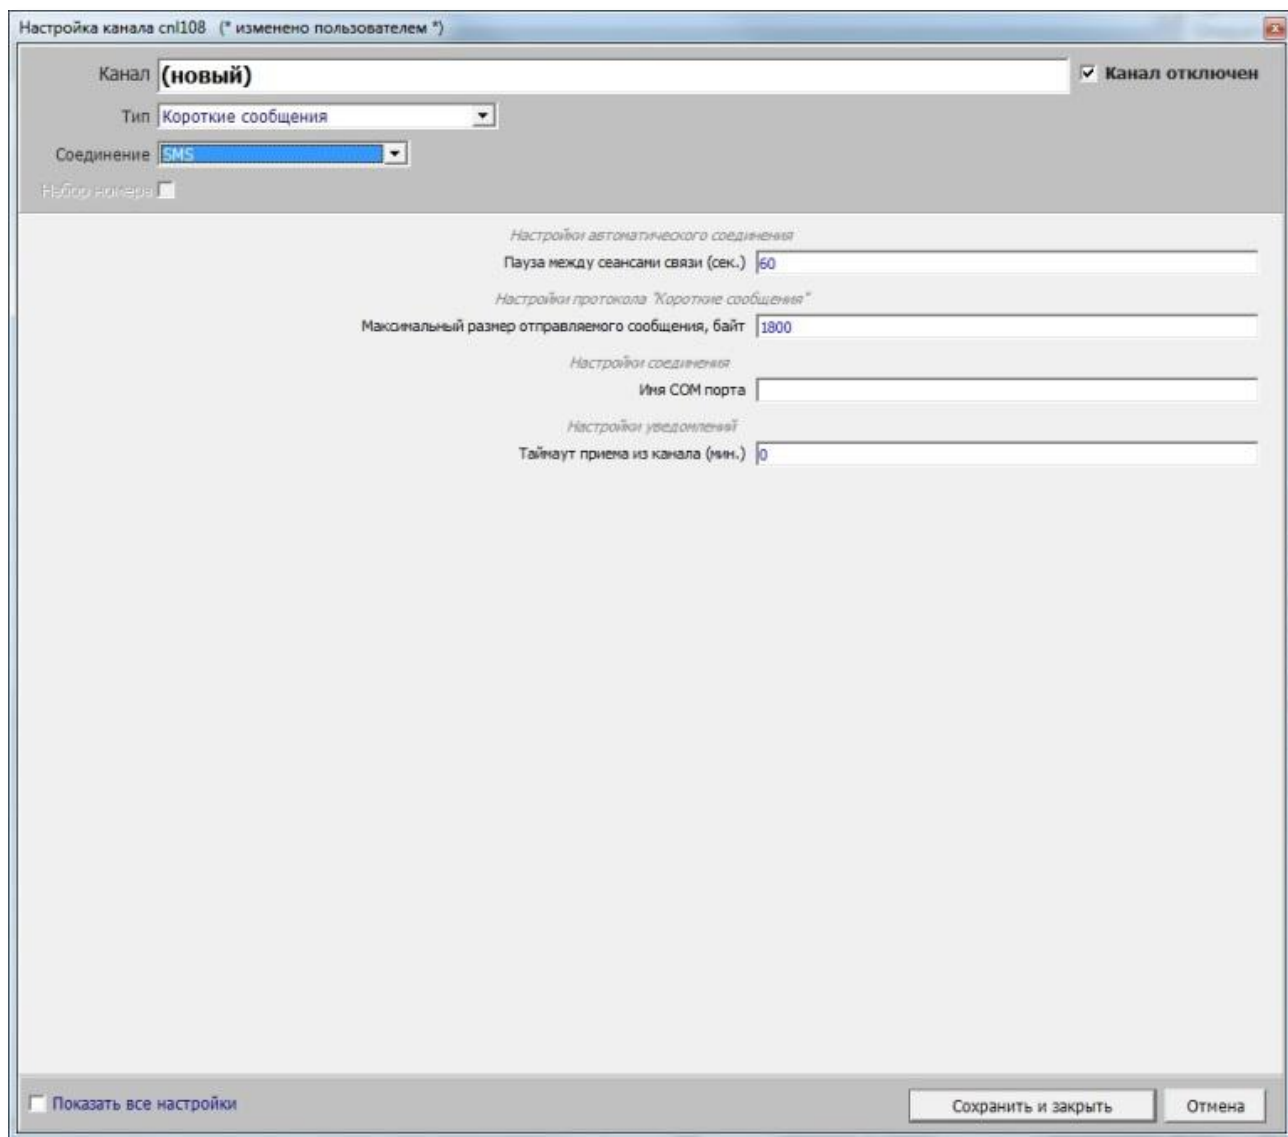 Настройка канала cnl108 (* изменено пользователем *)
Канал (новый) Канал отключен
Тип Короткие сообщения
Соединение SMS
Набор номера
Настройки автоматического соединения
Пауза между сеансами связи (сек.) 60
Настройки протокола "Короткие сообщения"
Максимальный размер отправляемого сообщения, байт 1800
Настройки соединения
Имя COM порта
Настройки уведомлений
Таймаут приема из канала (мин.) 0
Показать все настройки Сохранить и закрыть Отмена